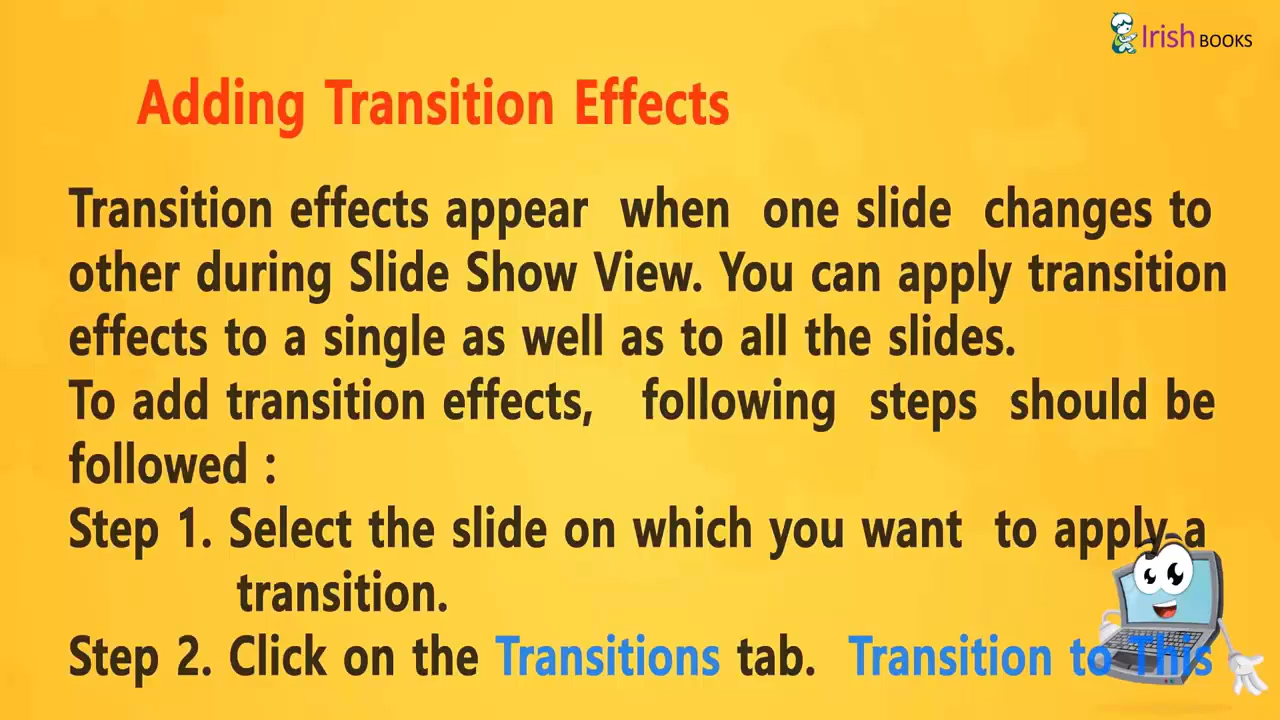 Irish BOOKS
Adding Transition Effects
Transition effects appear when one slide changes to
other during Slide Show View. You can apply transition
effects to a single as well as to all the slides.
To add transition effects, following steps should be
followed :
Step 1. Select the slide on which you want to apply a
transition.
Step 2. Click on the Transitions tab. Transition to This